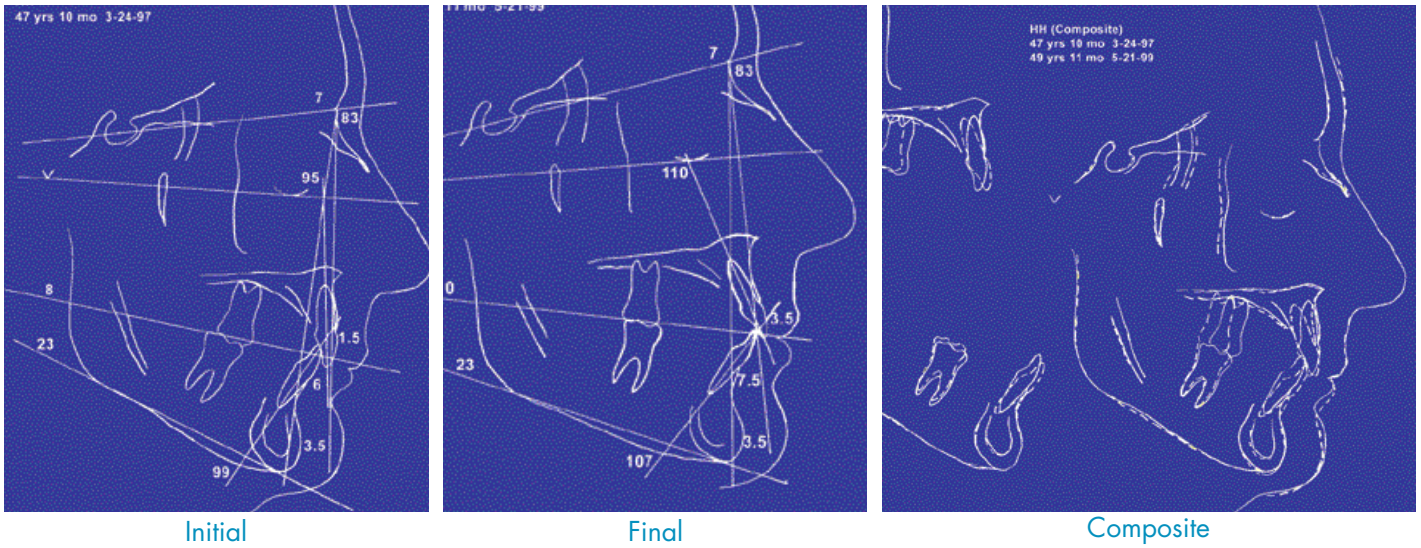 47 yrs 10 mo 3-24-97
7
83
95
8
1.5
23
6
3.5
99
Initial
7
83
110
0
3.5
23
7.5
3.5
107
Final
HH (Composite)
47 yrs 10 mo 3-24-97
49 yrs 11 mo 5-21-99
Composite